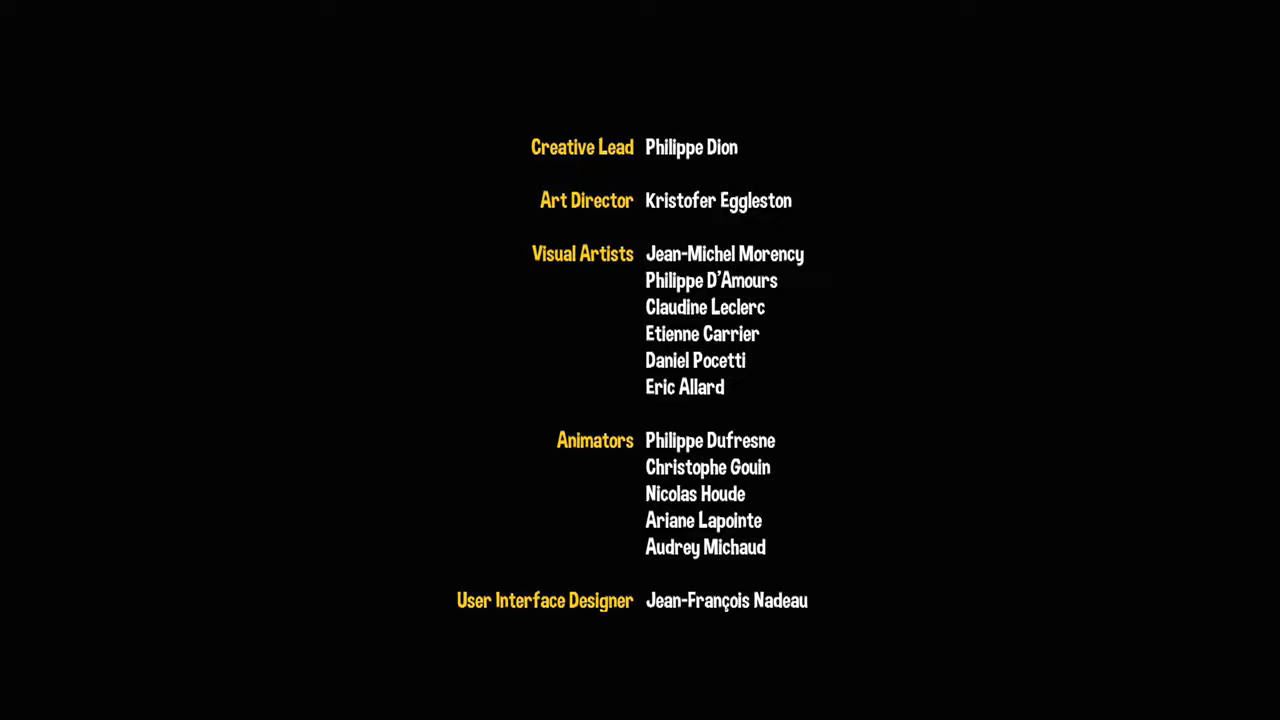 Creative Lead Philippe Dion
Art Director Kristofer Eggleston
Visual Artists Jean-Michel Morency
Philippe D'Amours
Claudine Leclerc
Etienne Carrier
Daniel Pocetti
Eric Allard
Animators Philippe Dufresne
Christophe Gouin
Nicolas Houde
Ariane Lapointe
Audrey Michaud
User Interface Designer Jean-François Nadeau